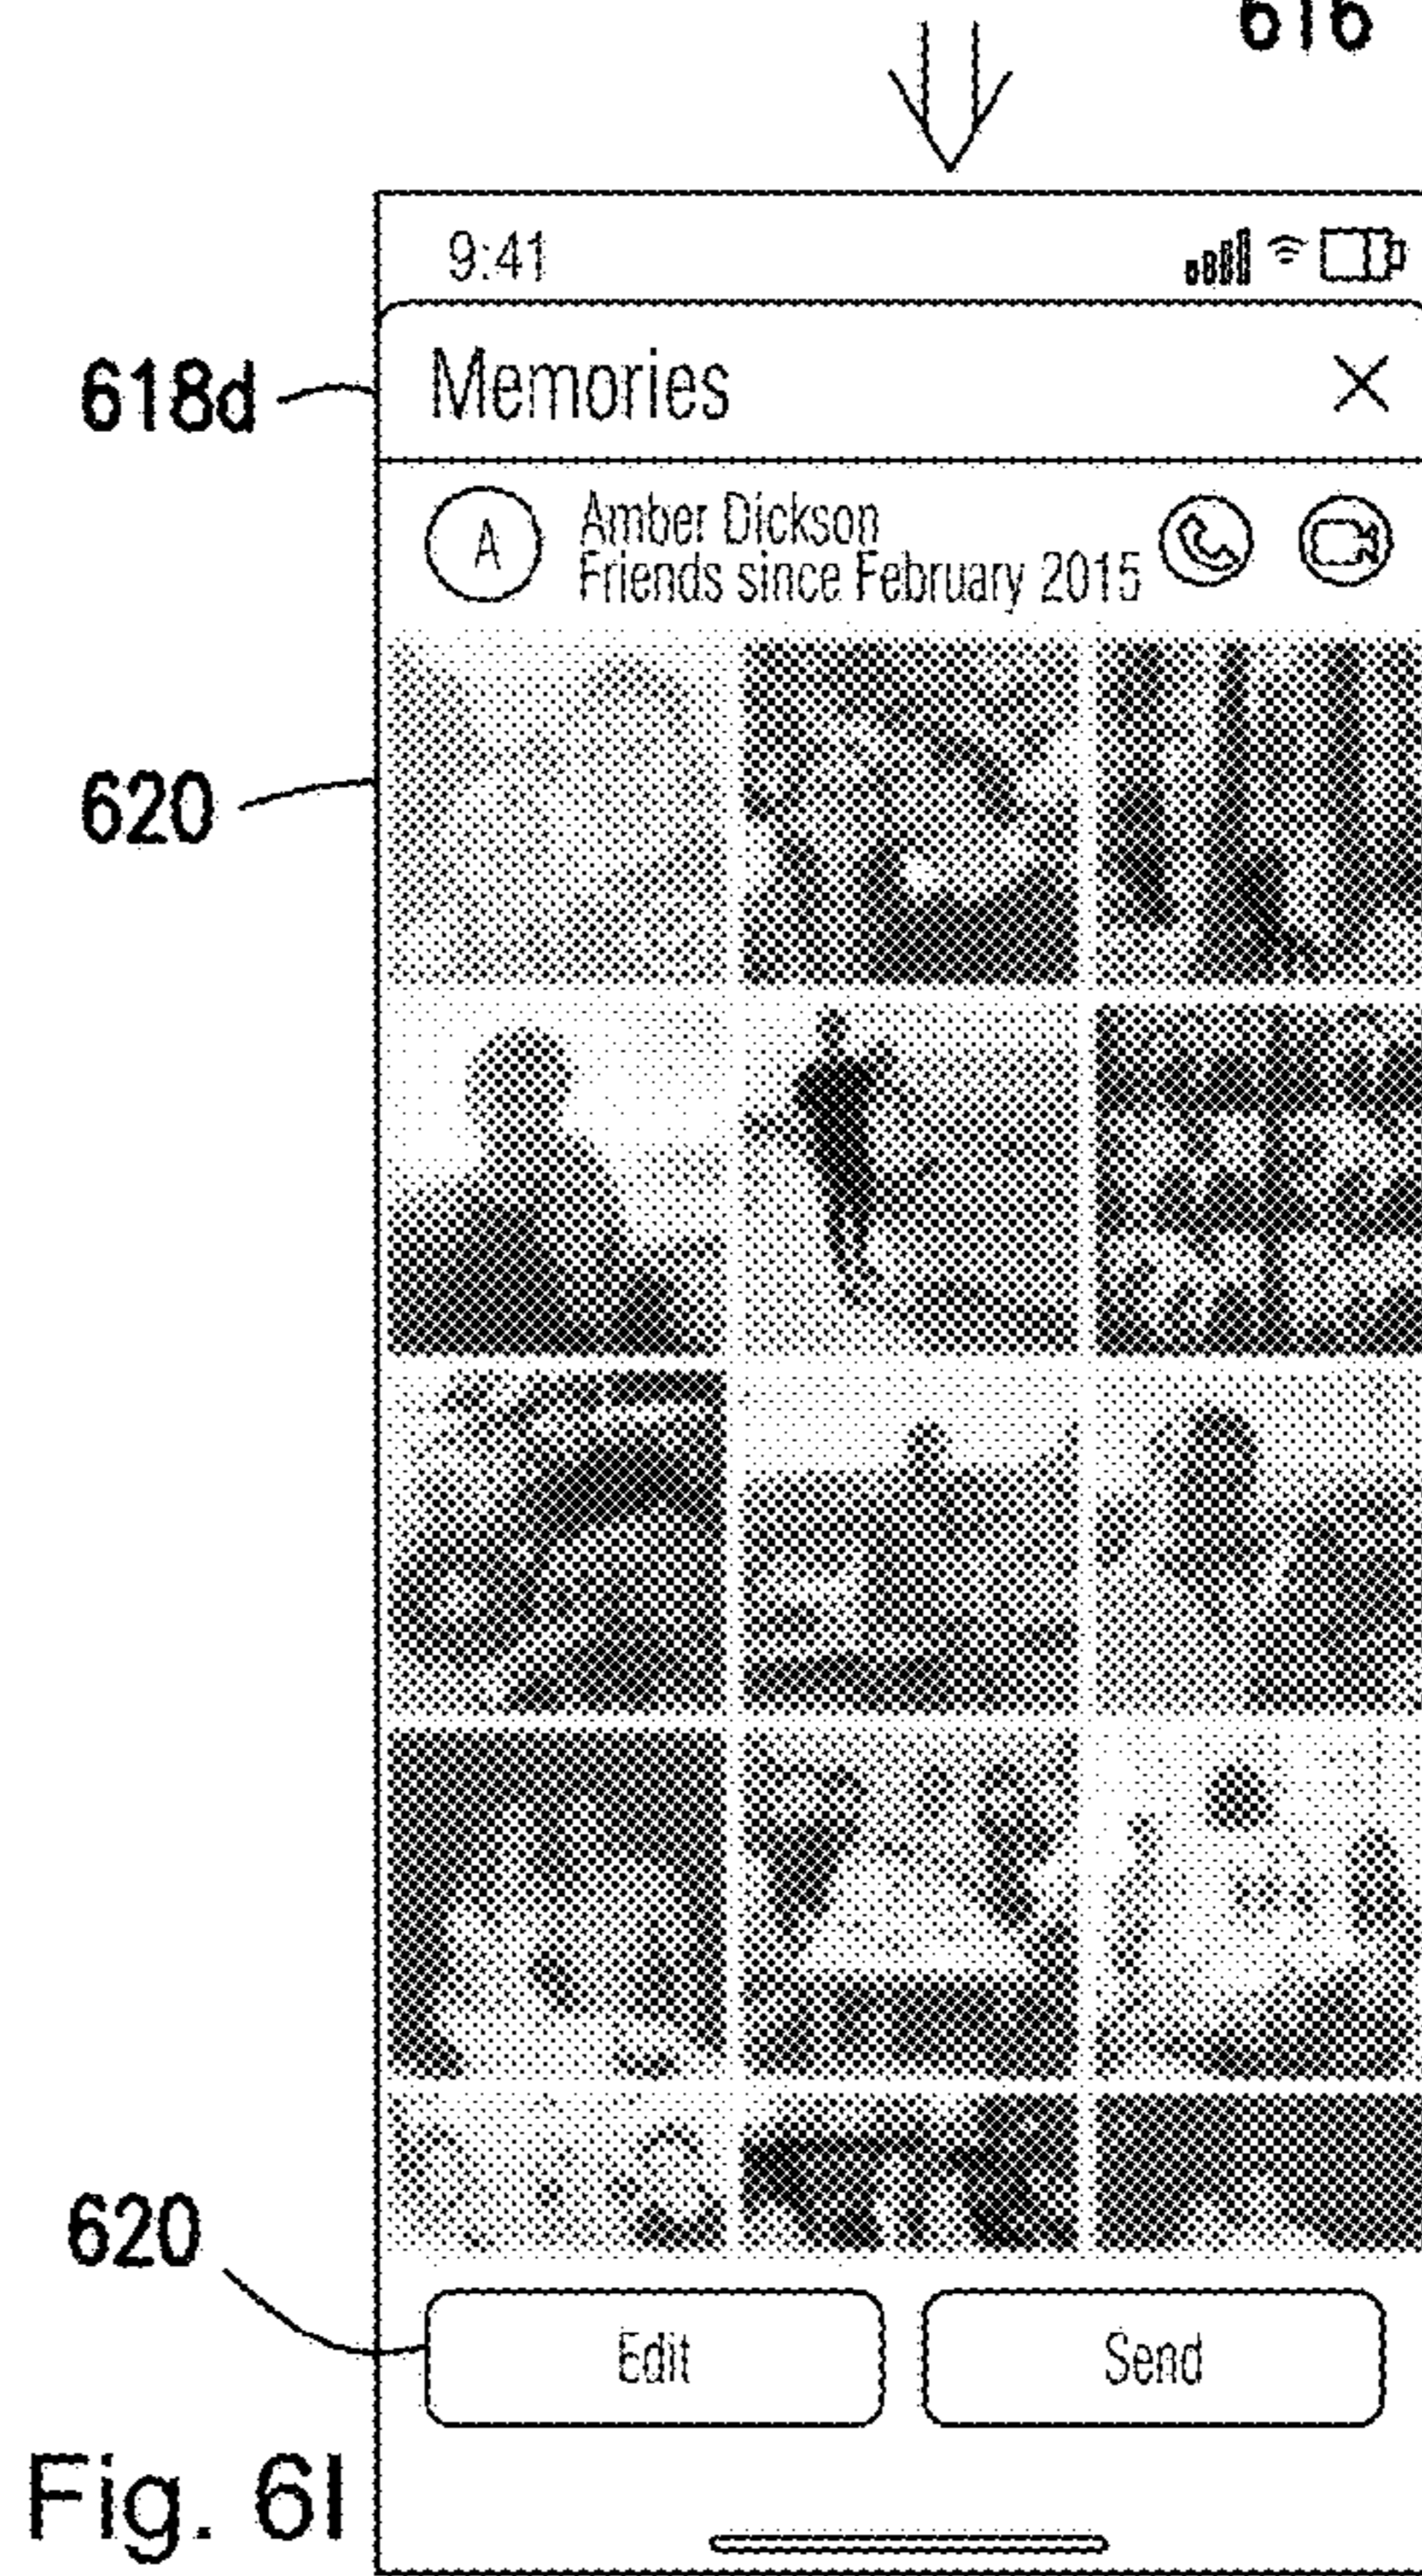 616
9:41
618d
Memories
A
Amber Dickson
Friends since February 2015
620
620
Edit
Send
Fig. 6I